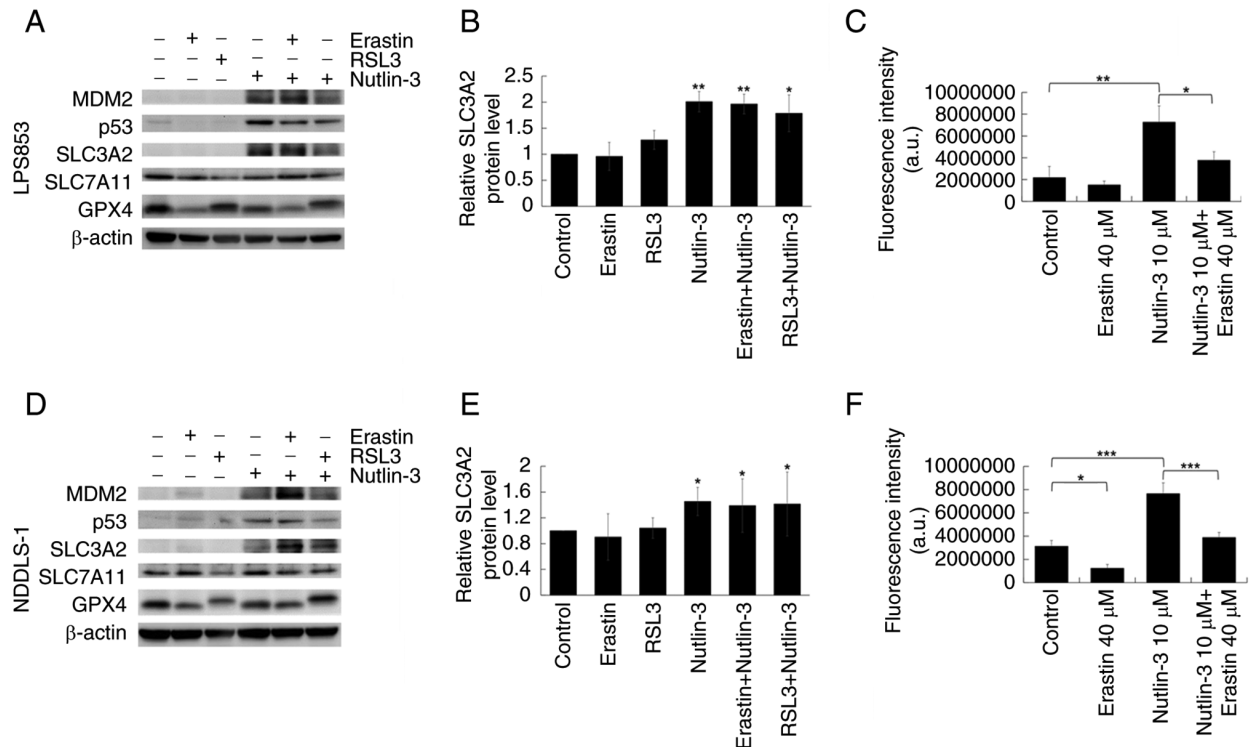 A
− + − − + − Erastin
− − + − − RSL3
− − − + + + Nutlin-3
LPS853
MDM2
p53
SLC3A2
SLC7A11
GPX4
β-actin
B
Relative SLC3A2
protein level
2.5
2
1.5
1
0.5
0
** ** *
Control
Erastin
RSL3
Nutlin-3
Erastin+Nutlin-3
RSL3+Nutlin-3
C
Fluorescence intensity
(a.u.)
10000000
8000000
6000000
4000000
2000000
0
**
*
Control
Erastin 40 μM
Nutlin-3 10 μM
Nutlin-3 10 μM+
Erastin 40 μM
D
− + − − + − Erastin
− − + − − + RSL3
− − − + + + Nutlin-3
NDDLS-1
MDM2
p53
SLC3A2
SLC7A11
GPX4
β-actin
E
Relative SLC3A2
protein level
2
1.6
1.2
0.8
0.4
0
* * *
Control
Erastin
RSL3
Nutlin-3
Erastin+Nutlin-3
RSL3+Nutlin-3
F
Fluorescence intensity
(a.u.)
10000000
8000000
6000000
4000000
2000000
0
***
* ***
Control
Erastin 40 μM
Nutlin-3 10 μM
Nutlin-3 10 μM+
Erastin 40 μM